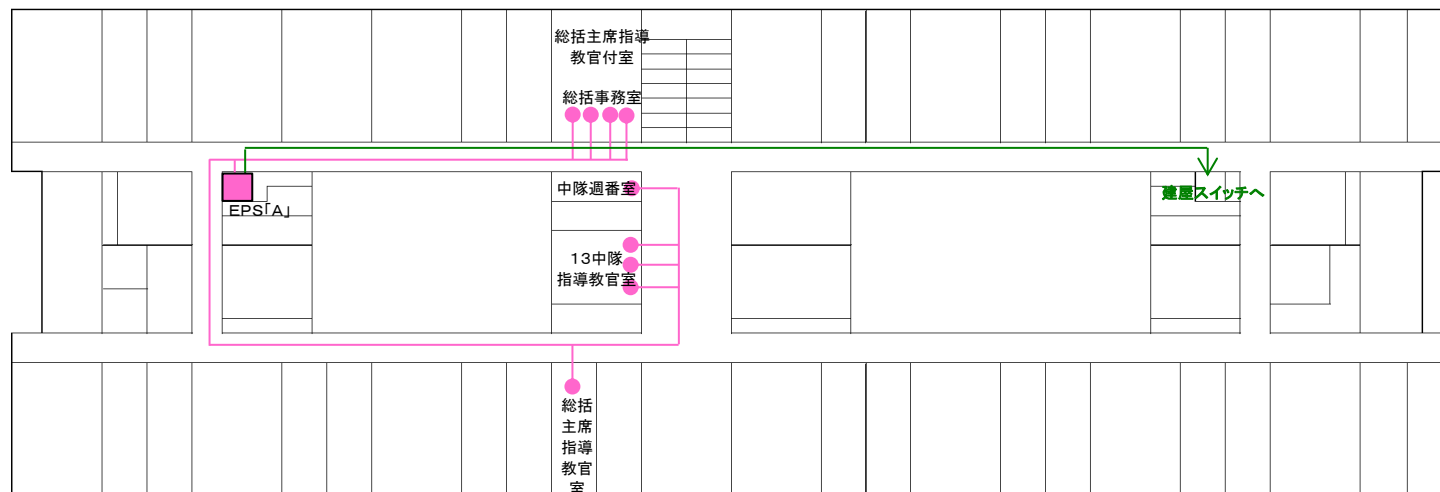 総括主席指導
教官付室
総括事務室
中隊週番室
EPS｢A｣
建屋スイッチへ
13中隊
指導教官室
総括
主席
指導
教官
室